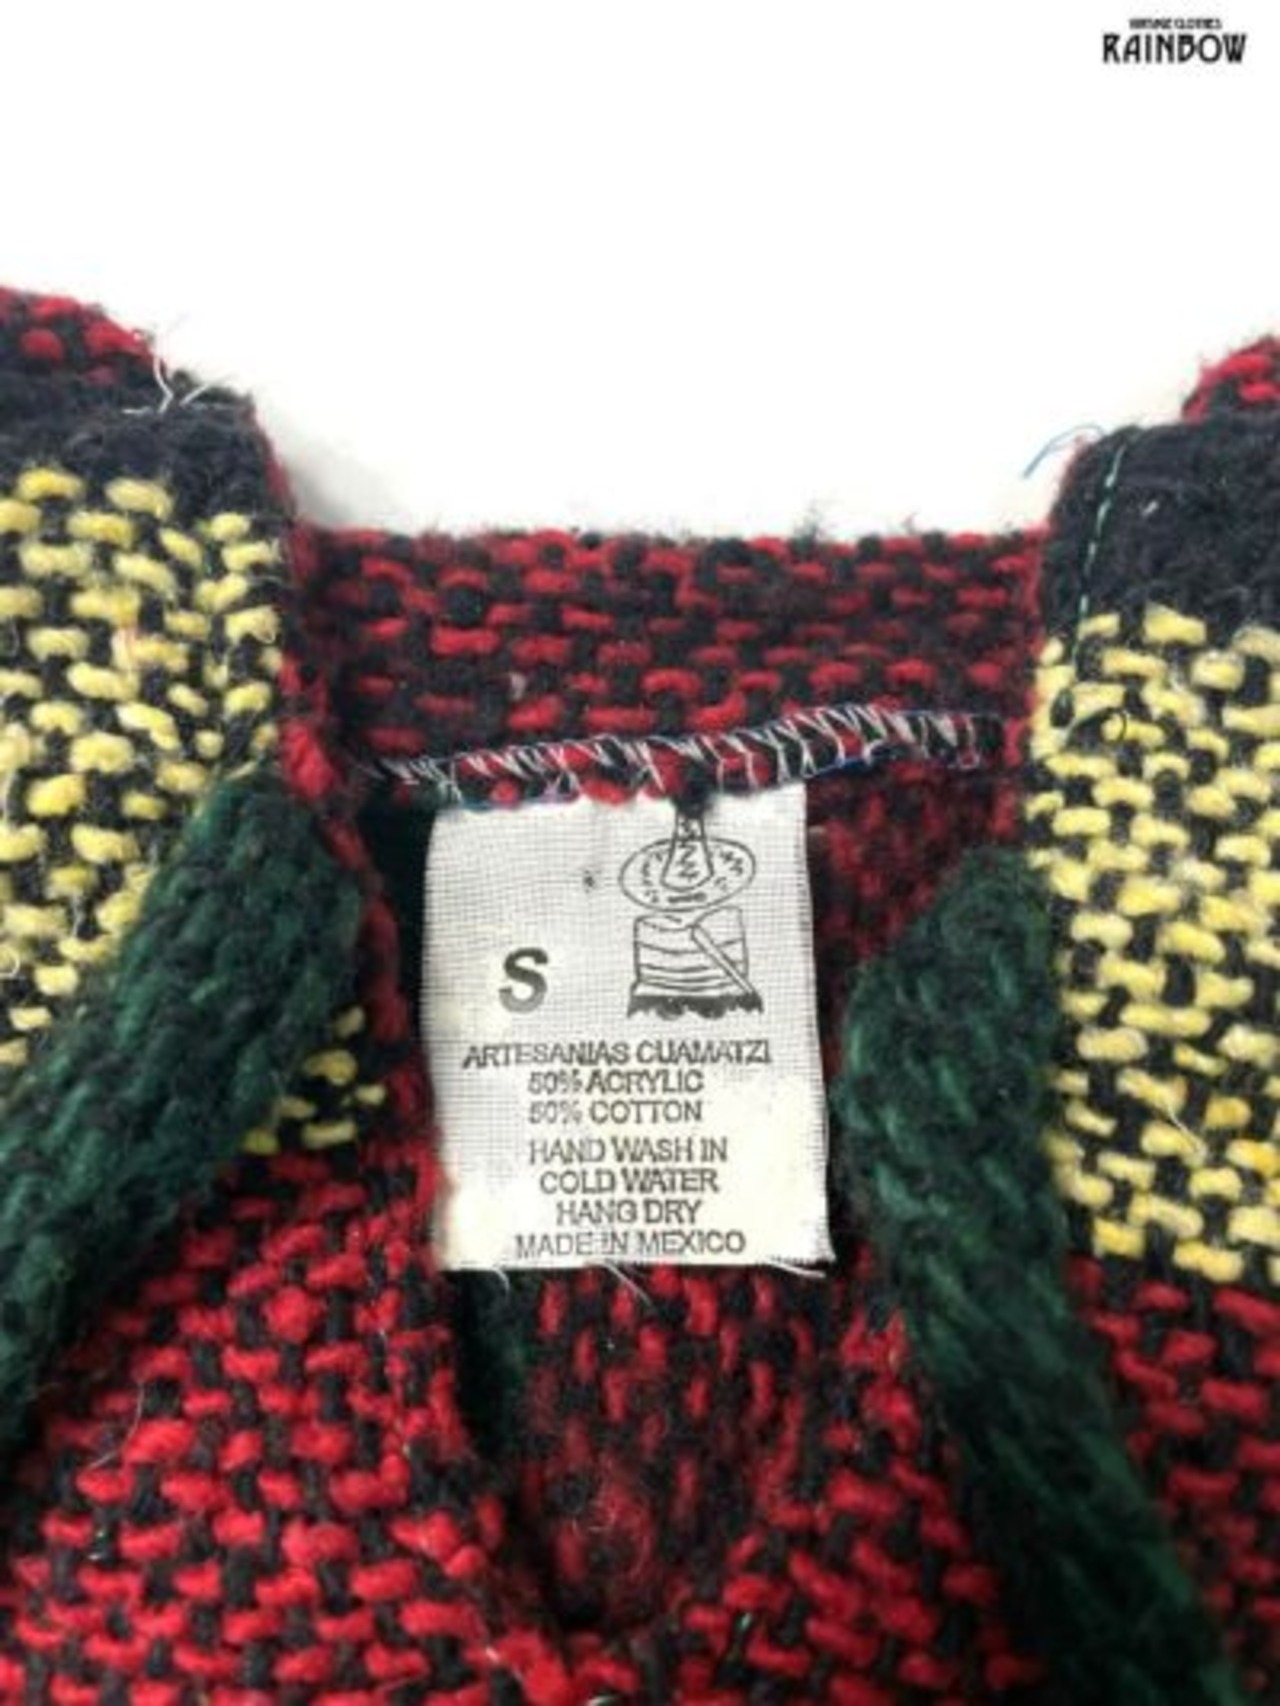 VINTAGE CLOTHES
RAINBOW
S
ARTESANIAS CUAMATZI
50% ACRYLIC
50% COTTON
HAND WASH IN
COLD WATER
HANG DRY
MADE IN MEXICO